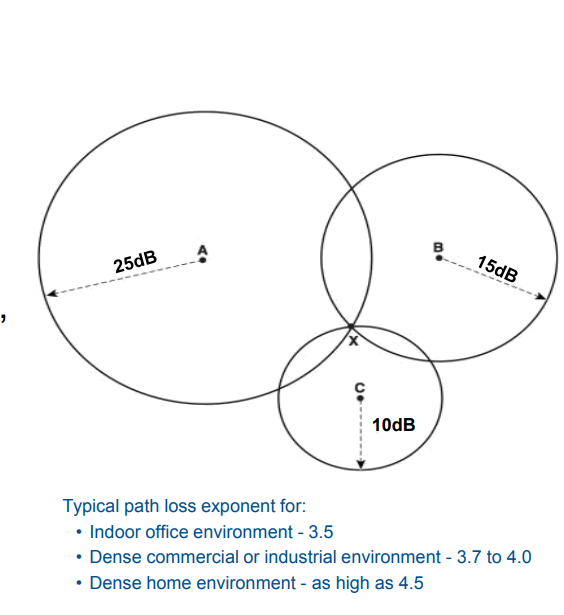 A
25dB
B
15dB
,
X
C
10dB
Typical path loss exponent for:
• Indoor office environment - 3.5
• Dense commercial or industrial environment - 3.7 to 4.0
• Dense home environment - as high as 4.5